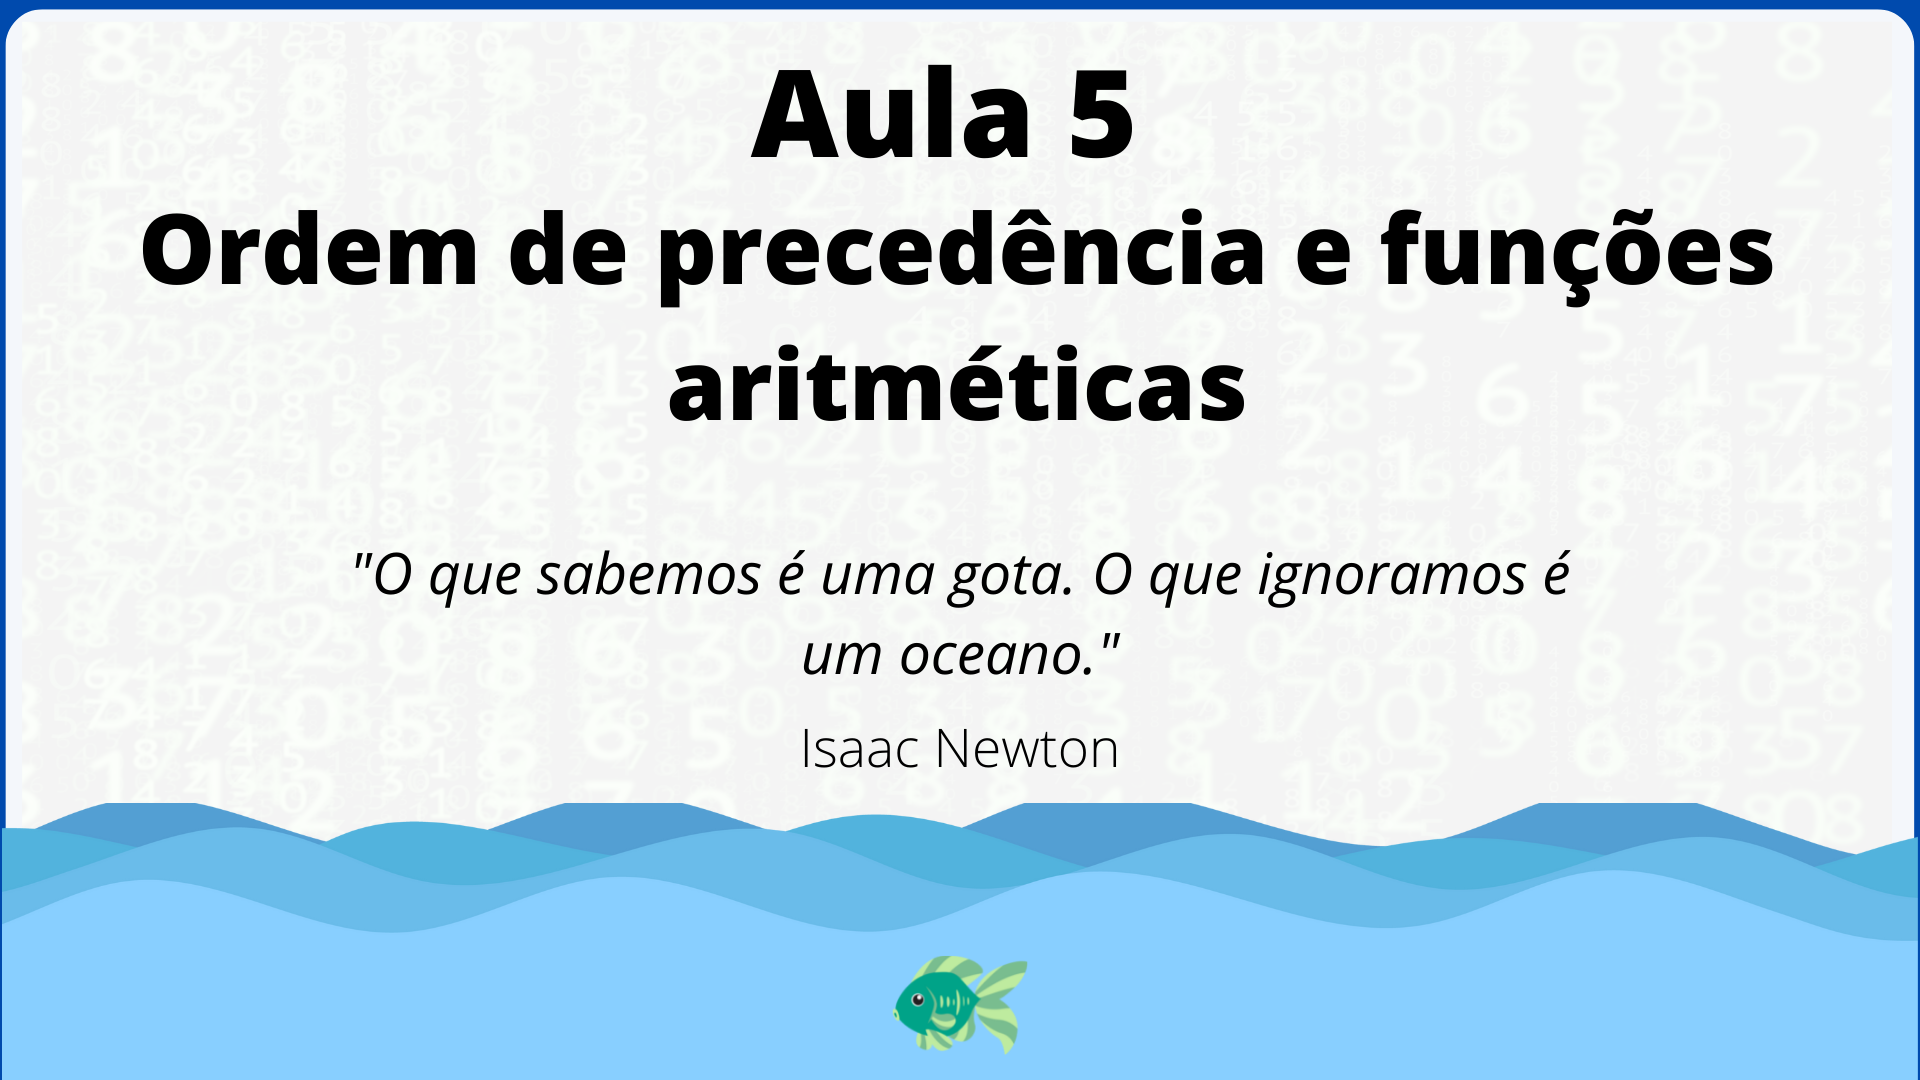 Aula 5
Ordem de precedência e funções
aritméticas
"O que sabemos é uma gota. O que ignoramos é
um oceano."
Isaac Newton